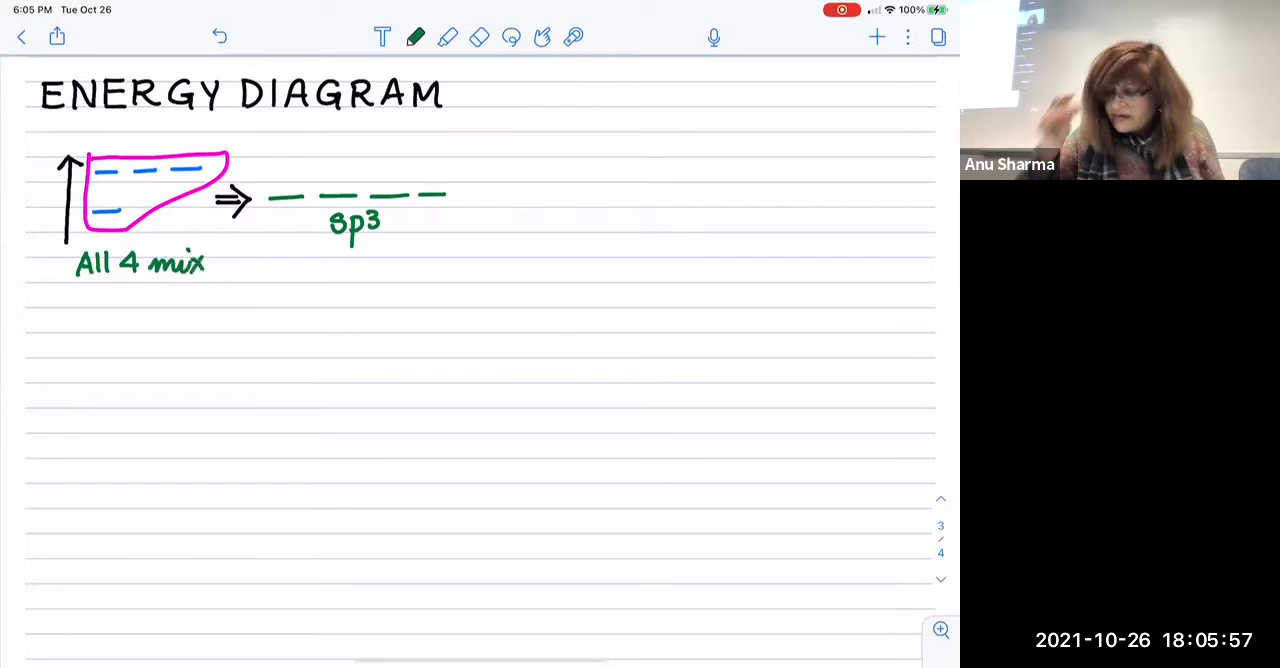 6:05 PM Tue Oct 26
100%
T
ENERGY DIAGRAM
sp³
All 4 mix
3
/
4
Anu Sharma
2021-10-26 18:05:57